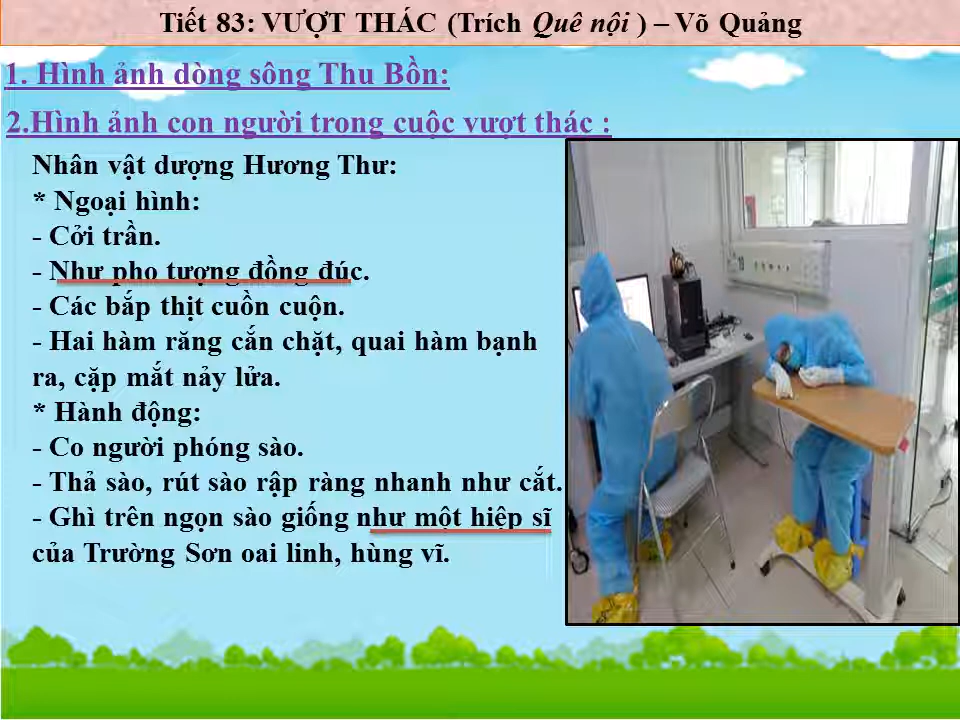 Tiết 83: VƯỢT THÁC (Trích Quê nội ) – Võ Quảng
1. Hình ảnh dòng sông Thu Bồn:
2.Hình ảnh con người trong cuộc vượt thác :
Nhân vật dượng Hương Thư:
* Ngoại hình:
- Cởi trần.
- Như pho tượng đồng đúc.
- Các bắp thịt cuồn cuộn.
- Hai hàm răng cắn chặt, quai hàm bạnh
ra, cặp mắt nảy lửa.
* Hành động:
- Co người phóng sào.
- Thả sào, rút sào rập ràng nhanh như cắt.
- Ghì trên ngọn sào giống như một hiệp sĩ
của Trường Sơn oai linh, hùng vĩ.